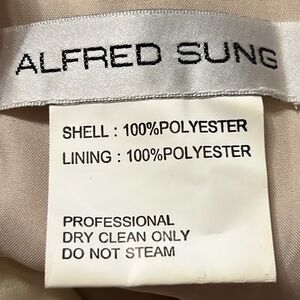 ALFRED SUNG
SHELL : 100%POLYESTER
LINING : 100%POLYESTER
PROFESSIONAL
DRY CLEAN ONLY
DO NOT STEAM